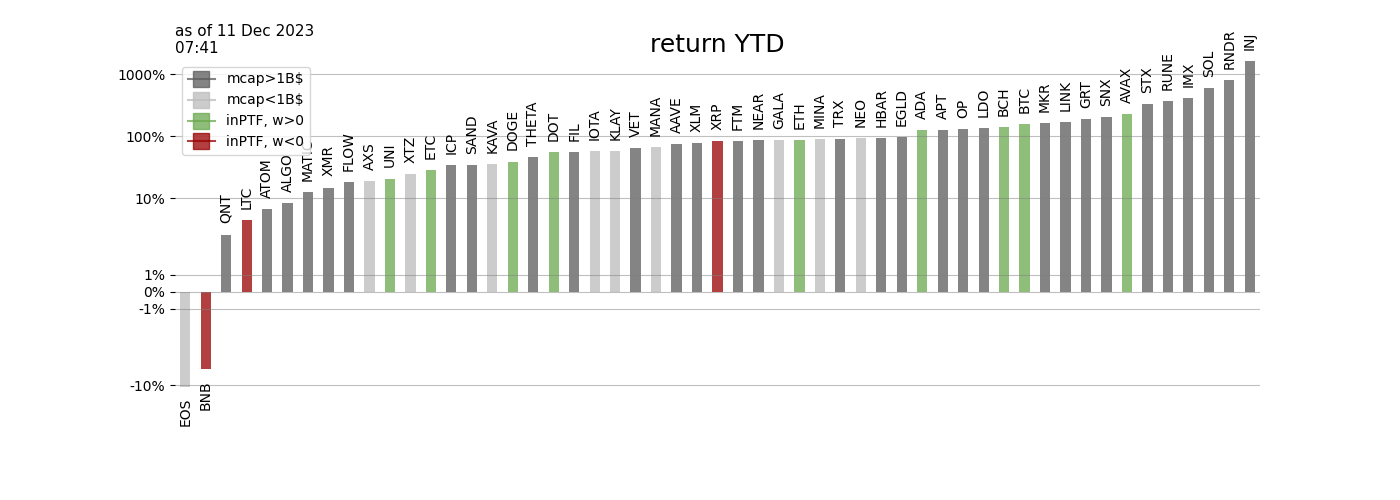 as of 11 Dec 2023
07:41
return YTD
mcap>1B$
mcap<1B$
inPTF, w>0
inPTF, w<0
1000%
100%
10%
1%
0%
-1%
-10%
EOS
BNB
QNT
LTC
ATOM
ALGO
MATIC
XMR
FLOW
AXS
UNI
XTZ
ETC
ICP
SAND
KAVA
DOGE
THETA
DOT
FIL
IOTA
KLAY
VET
MANA
AAVE
XLM
XRP
FTM
NEAR
GALA
ETH
MINA
TRX
NEO
HBAR
EGLD
ADA
APT
OP
LDO
BCH
BTC
MKR
LINK
GRT
SNX
AVAX
STX
RUNE
IMX
SOL
RNDR
INJ